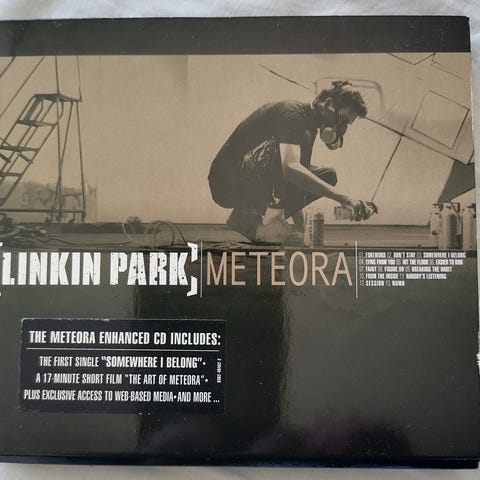 [LINKIN PARK] METEORA
01. FOREWORD 02. DON'T STAY 03. SOMEWHERE I BELONG
04. LYING FROM YOU 05. HIT THE FLOOR 06. EASIER TO RUN
07. FAINT 08. FIGURE.09 09. BREAKING THE HABIT
10. FROM THE INSIDE 11. NOBODY'S LISTENING
12. SESSION 13. NUMB
THE METEORA ENHANCED CD INCLUDES:
THE FIRST SINGLE "SOMEWHERE I BELONG"•
A 17-MINUTE SHORT FILM "THE ART OF METEORA"•
PLUS EXCLUSIVE ACCESS TO WEB-BASED MEDIA•AND MORE ...